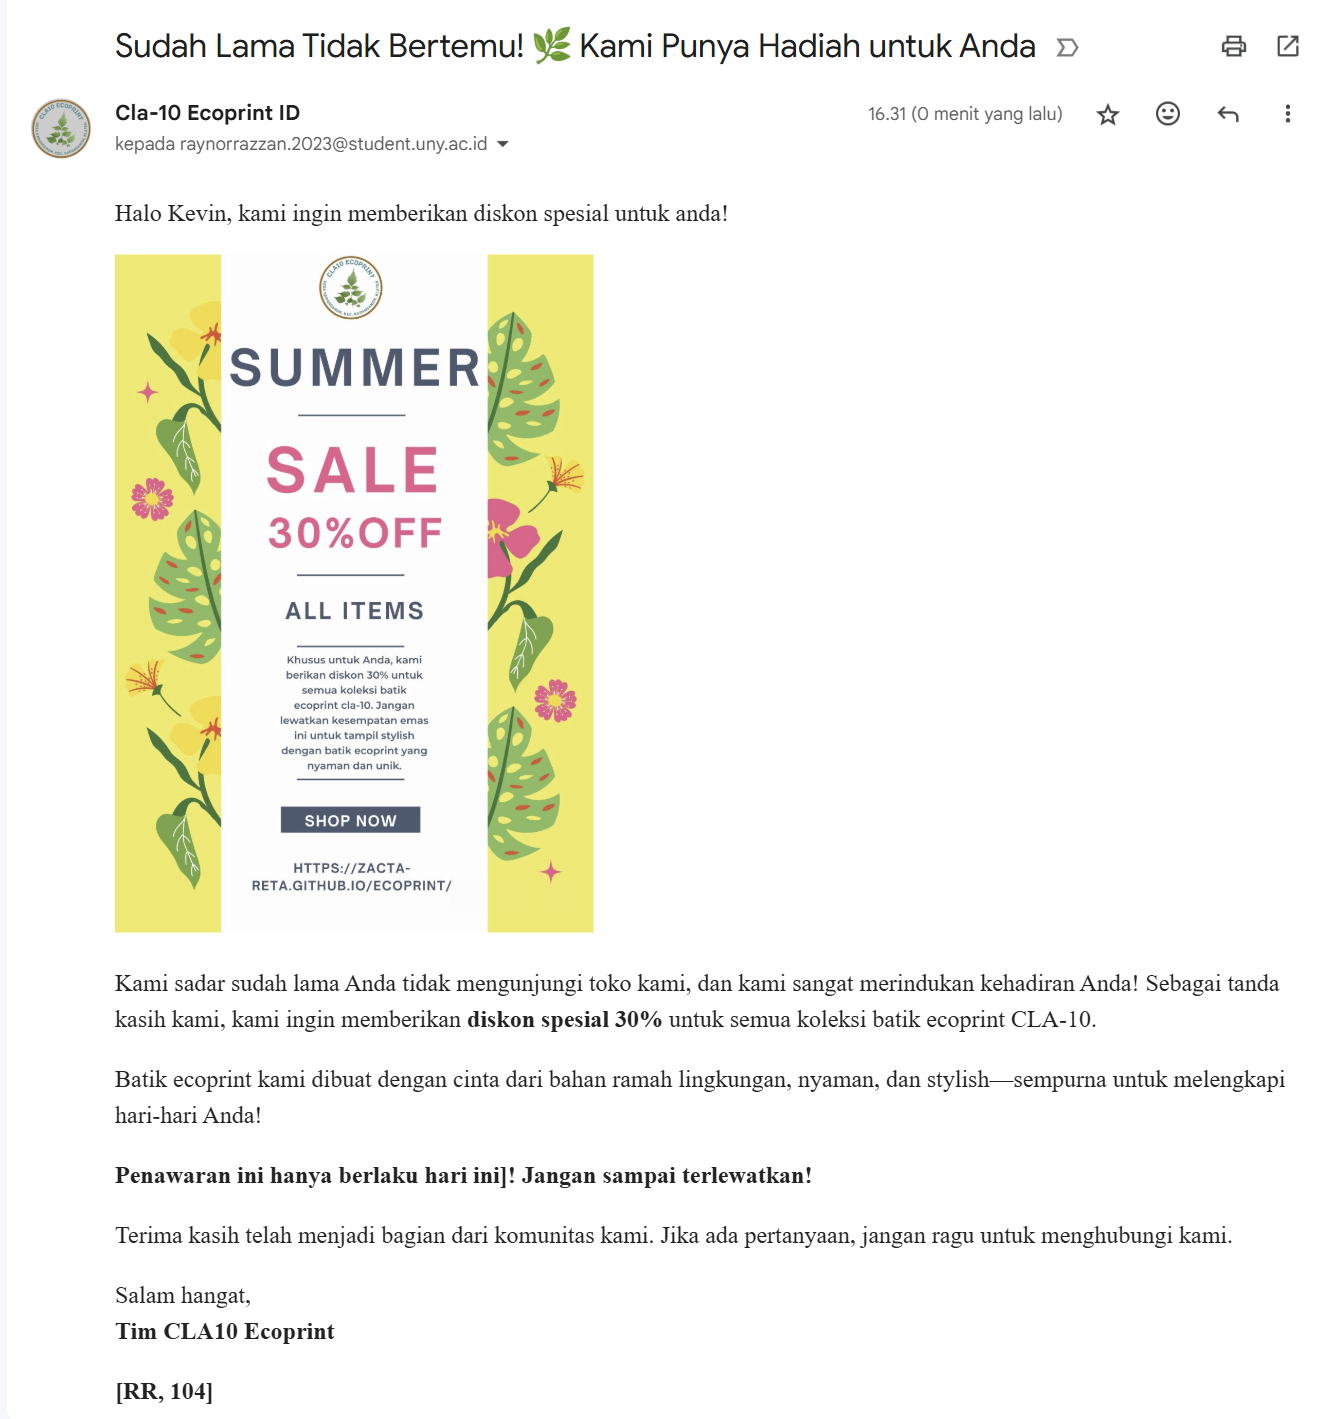 Sudah Lama Tidak Bertemu! 🌿 Kami Punya Hadiah untuk Anda
Cla-10 Ecoprint ID
16.31 (0 menit yang lalu)
kepada raynorrazzan.2023@student.uny.ac.id
Halo Kevin, kami ingin memberikan diskon spesial untuk anda!
CLA10 ECOPRINT
SUMMER
SALE
30%OFF
ALL ITEMS
Khusus untuk Anda, kami
berikan diskon 30% untuk
semua koleksi batik
ecoprint cla-10. Jangan
lewatkan kesempatan emas
ini untuk tampil stylish
dengan batik ecoprint yang
nyaman dan unik.
SHOP NOW
HTTPS://ZACTA-
RETA.GITHUB.IO/ECOPRINT/
Kami sadar sudah lama Anda tidak mengunjungi toko kami, dan kami sangat merindukan kehadiran Anda! Sebagai tanda
kasih kami, kami ingin memberikan diskon spesial 30% untuk semua koleksi batik ecoprint CLA-10.
Batik ecoprint kami dibuat dengan cinta dari bahan ramah lingkungan, nyaman, dan stylish—sempurna untuk melengkapi
hari-hari Anda!
Penawaran ini hanya berlaku hari ini]! Jangan sampai terlewatkan!
Terima kasih telah menjadi bagian dari komunitas kami. Jika ada pertanyaan, jangan ragu untuk menghubungi kami.
Salam hangat,
Tim CLA10 Ecoprint
[RR, 104]